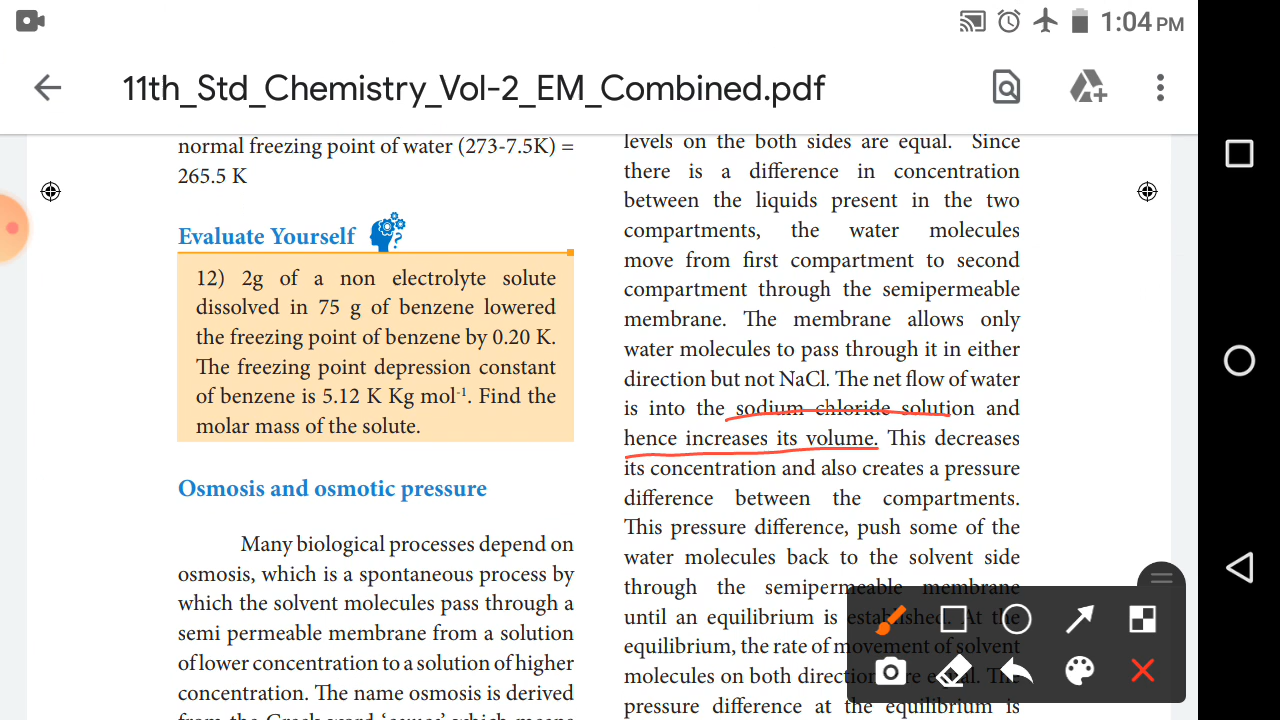 1:04 PM
11th_Std_Chemistry_Vol-2_EM_Combined.pdf
normal freezing point of water (273-7.5K) =
265.5 K
Evaluate Yourself
12) 2g of a non electrolyte solute
dissolved in 75 g of benzene lowered
the freezing point of benzene by 0.20 K.
The freezing point depression constant
of benzene is 5.12 K Kg mol-1. Find the
molar mass of the solute.
Osmosis and osmotic pressure
Many biological processes depend on
osmosis, which is a spontaneous process by
which the solvent molecules pass through a
semi permeable membrane from a solution
of lower concentration to a solution of higher
concentration. The name osmosis is derived
levels on the both sides are equal. Since
there is a difference in concentration
between the liquids present in the two
compartments, the water molecules
move from first compartment to second
compartment through the semipermeable
membrane. The membrane allows only
water molecules to pass through it in either
direction but not NaCl. The net flow of water
is into the sodium chloride solution and
hence increases its volume. This decreases
its concentration and also creates a pressure
difference between the compartments.
This pressure difference, push some of the
water molecules back to the solvent side
through the semipermeable membrane
until an equilibrium is established. At the
equilibrium, the rate of movement of solvent
molecules on both direction are equal. The
pressure difference at the equilibrium is